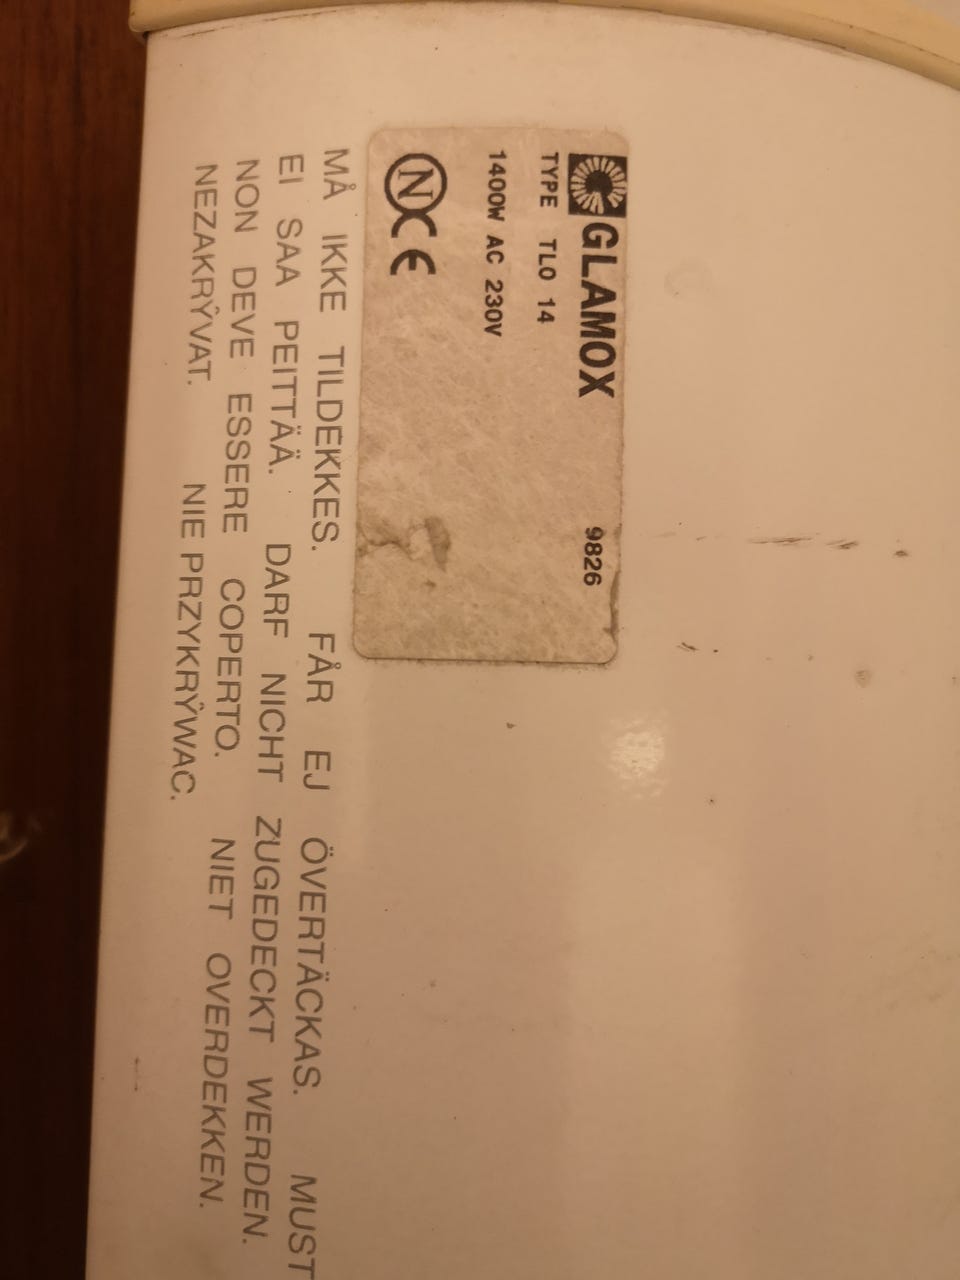 GLAMOX 9826
TYPE TLO 14
1400W AC 230V
N CE
MÅ IKKE TILDEKKES. FÅR EJ ÖVERTÄCKAS. MUST
EI SAA PEITTÄÄ. DARF NICHT ZUGEDECKT WERDEN.
NON DEVE ESSERE COPERTO. NIET OVERDEKKEN.
NEZAKRŶVAT. NIE PRZYKRŶWAC.